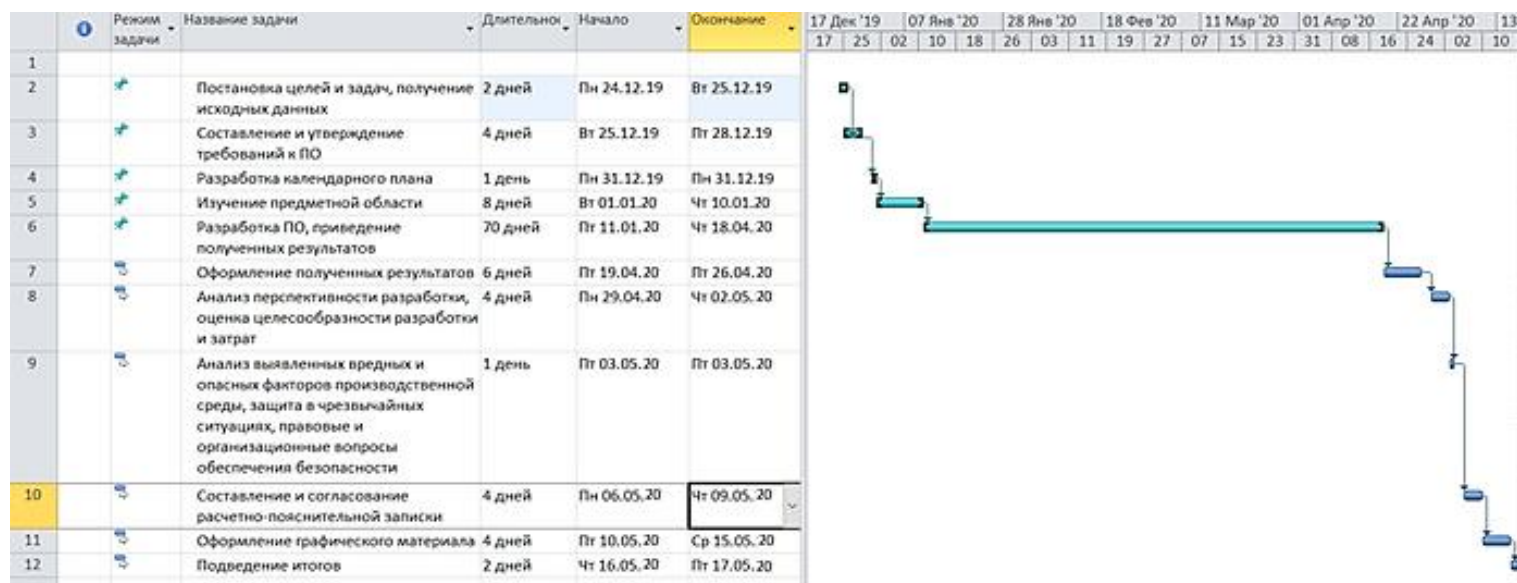 Режим задачи Название задачи Длительнос Начало Окончание 17 Дек '19 07 Янв '20 28 Янв '20 18 Фев '20 11 Мар '20 01 Апр '20 22 Апр '20 13
17 25 02 10 18 26 03 11 19 27 07 15 23 31 08 16 24 02 10
1
2 Постановка целей и задач, получение 2 дней Пн 24.12.19 Вт 25.12.19
исходных данных
3 Составление и утверждение 4 дней Вт 25.12.19 Пт 28.12.19
требований к ПО
4 Разработка календарного плана 1 день Пн 31.12.19 Пн 31.12.19
5 Изучение предметной области 8 дней Вт 01.01.20 Чт 10.01.20
6 Разработка ПО, приведение 70 дней Пт 11.01.20 Чт 18.04.20
полученных результатов
7 Оформление полученных результатов 6 дней Пт 19.04.20 Пт 26.04.20
8 Анализ перспективности разработки, 4 дней Пн 29.04.20 Чт 02.05.20
оценка целесообразности разработки
и затрат
9 Анализ выявленных вредных и 1 день Пт 03.05.20 Пт 03.05.20
опасных факторов производственной
среды, защита в чрезвычайных
ситуациях, правовые и
организационные вопросы
обеспечения безопасности
10 Составление и согласование 4 дней Пн 06.05.20 Чт 09.05.20
расчетно-пояснительной записки
11 Оформление графического материала 4 дней Пт 10.05.20 Ср 15.05.20
12 Подведение итогов 2 дней Чт 16.05.20 Пт 17.05.20